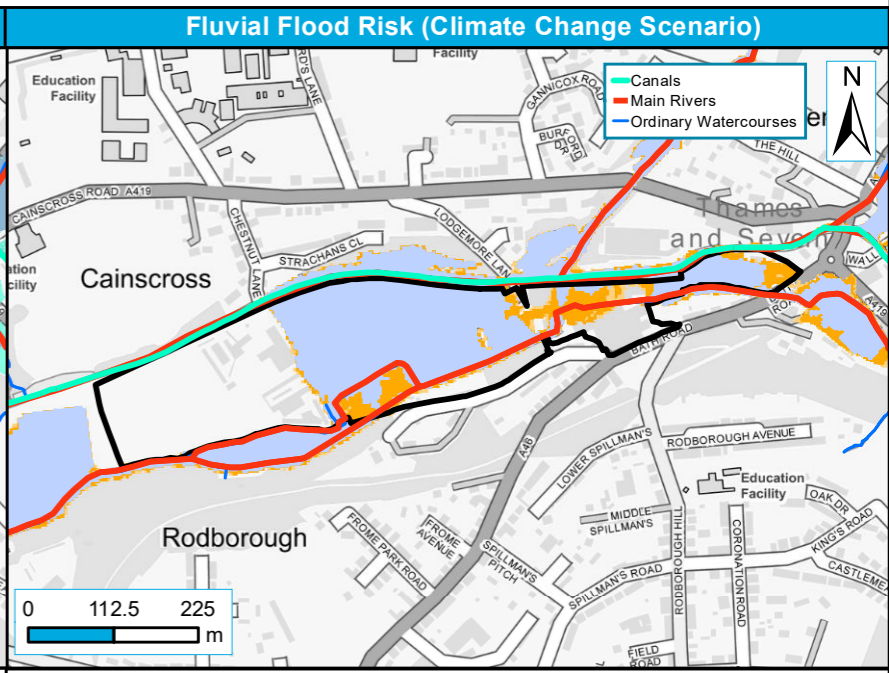 Fluvial Flood Risk (Climate Change Scenario)
Education
Facility
Facility
Canals
Main Rivers
Ordinary Watercourses
N
GANNICOX ROAD
BURFORD
DR
THE HILL
CAINSCROSS ROAD A419
CHESTNUT LANE
STRACHANS CL
LODGEMORE LAN
Thames
and Severn
WALL
A419
Cainscross
BATH ROAD
A46
LOWER SPILLMAN'S
RODBOROUGH AVENUE
Education
Facility
OAK DR
KING'S ROAD
CASTLEME
MIDDLE
SPILLMAN'S
Rodborough
FROME PARK ROAD
FROME
AVENUE
SPILLMAN'S
PITCH
SPILLMAN'S ROAD
RODBOROUGH HILL
CORONATION ROAD
FIELD
ROAD
0 112.5 225
m